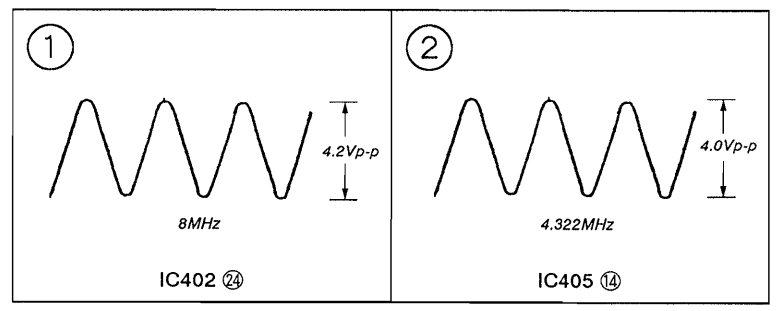 ①
4.2Vp-p
8MHz
IC402 ㉔
②
4.0Vp-p
4.322MHz
IC405 ⑭